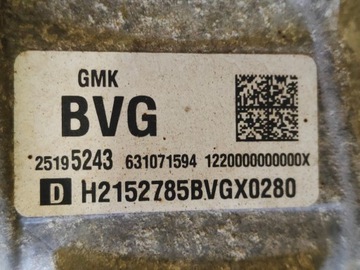 GMK
BVG
25195243 631071594 1220000000000X
D H2152785BVGX0280